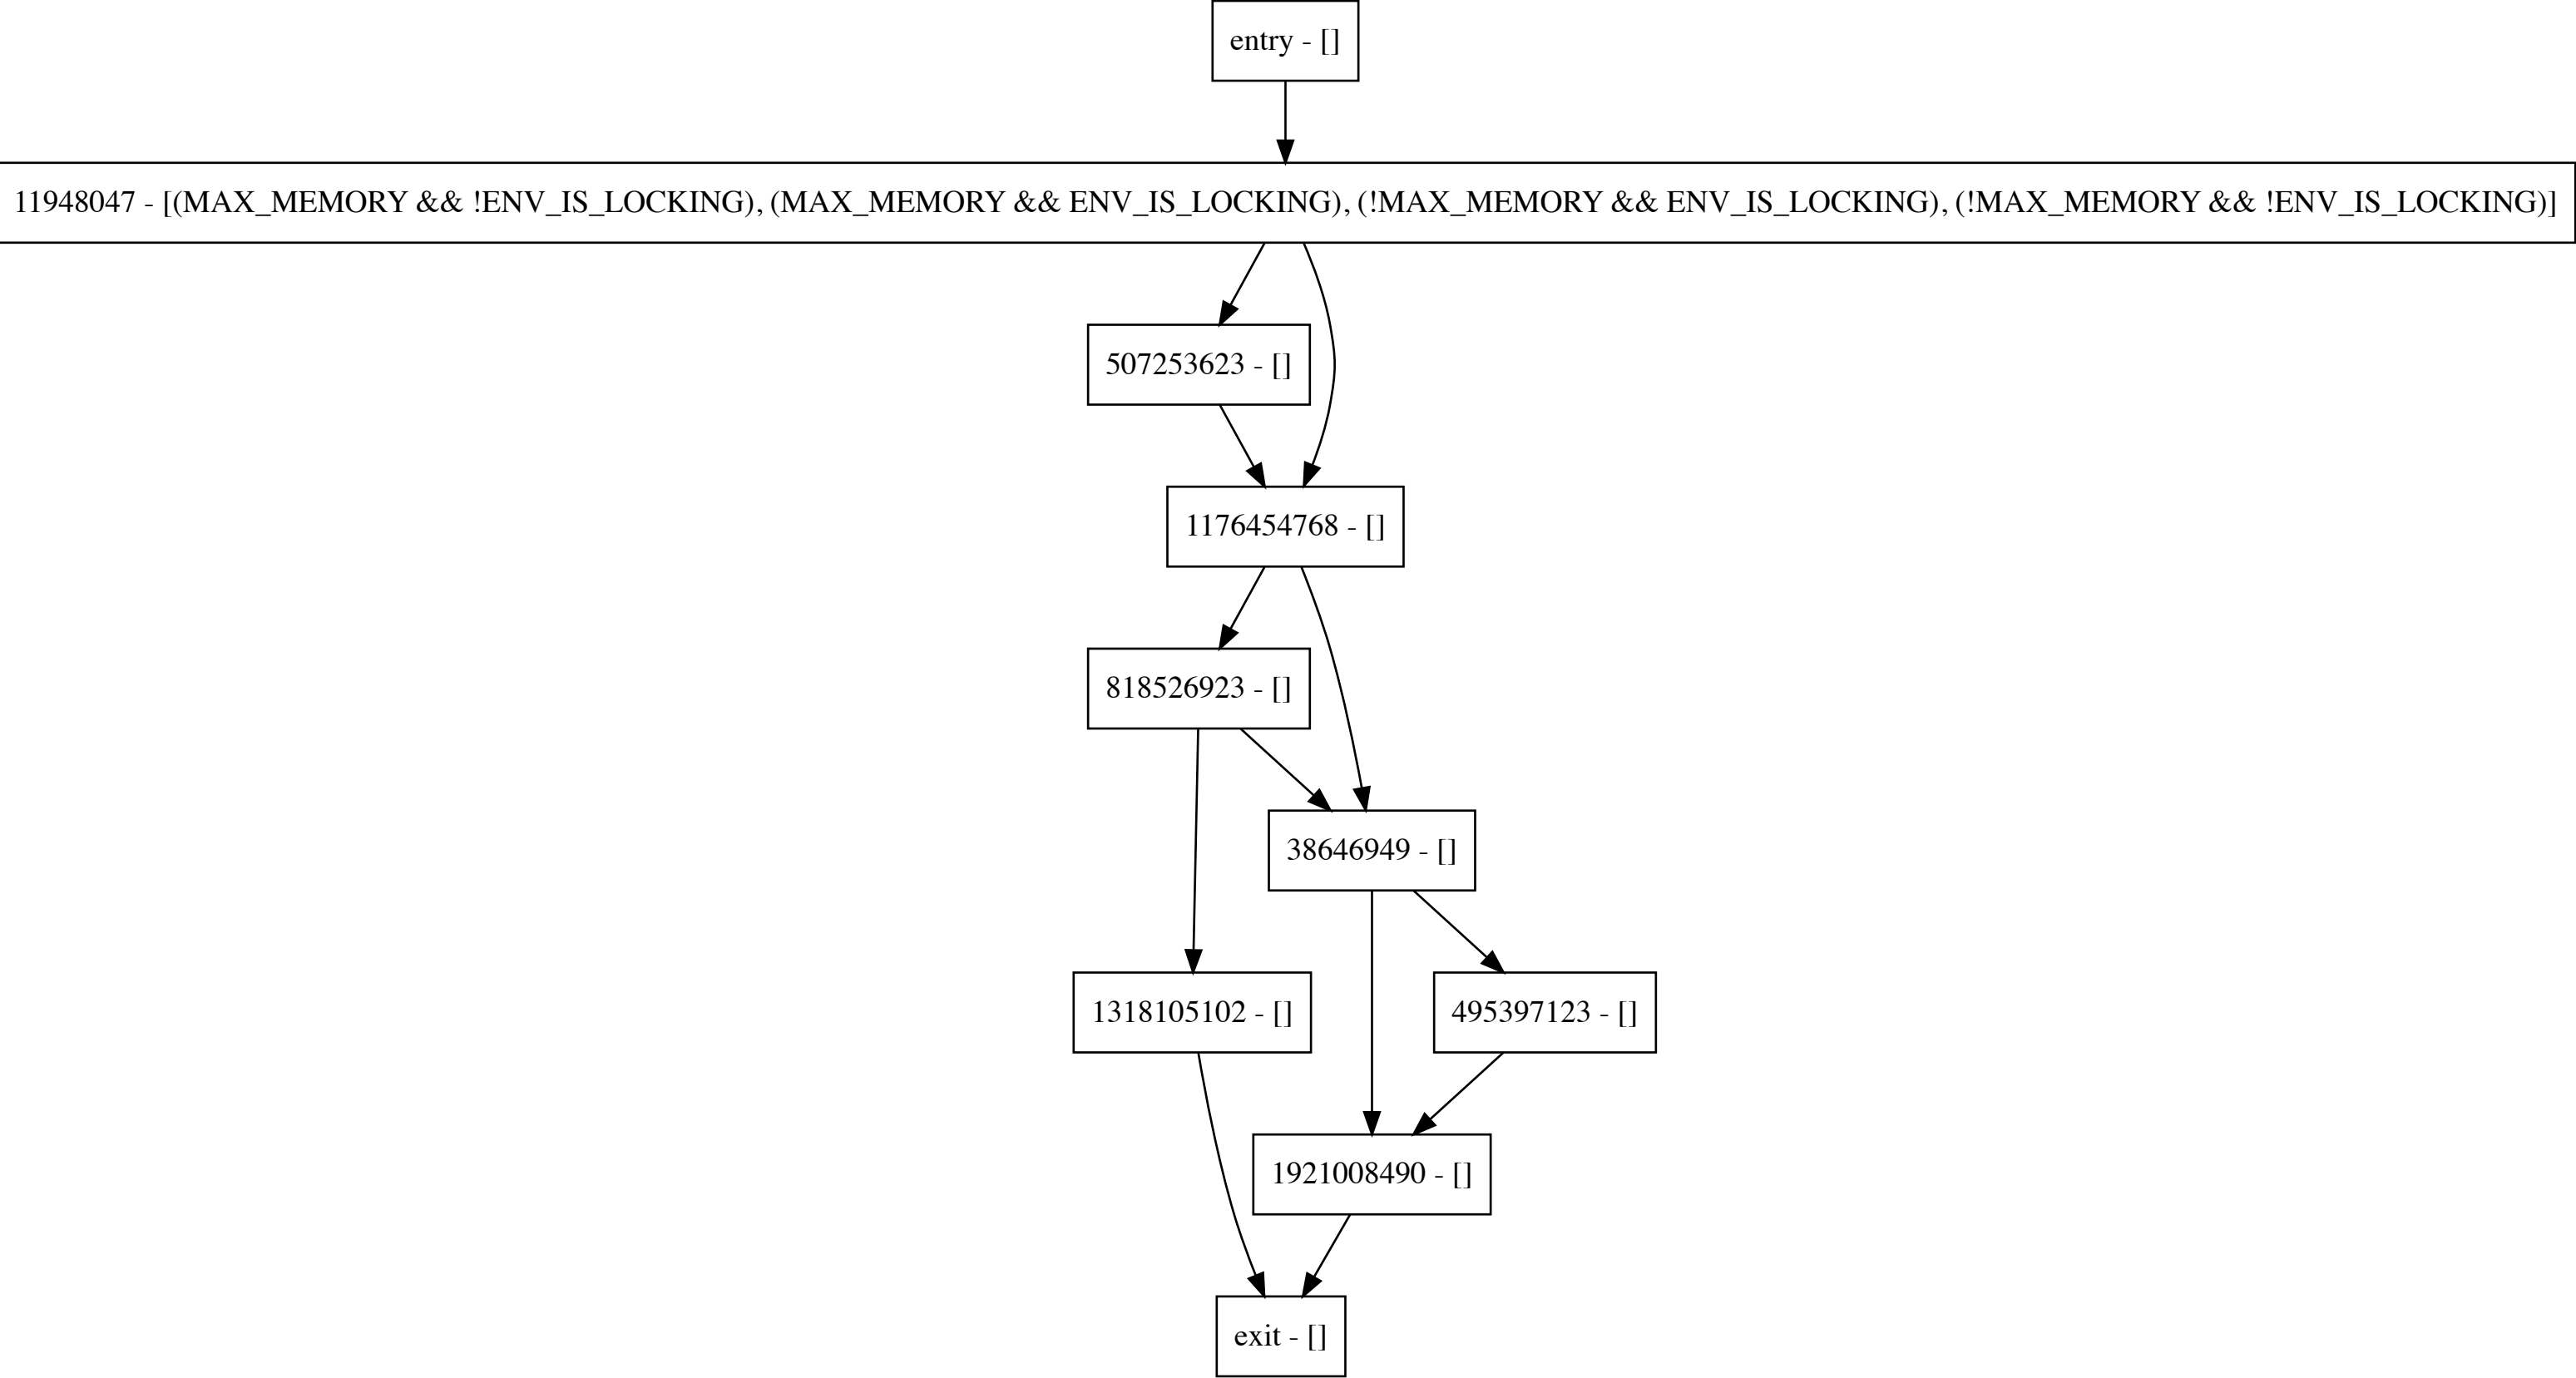 entry - []
11948047 - [(MAX_MEMORY && !ENV_IS_LOCKING), (MAX_MEMORY && ENV_IS_LOCKING), (!MAX_MEMORY && ENV_IS_LOCKING), (!MAX_MEMORY && !ENV_IS_LOCKING)]
507253623 - []
1176454768 - []
818526923 - []
38646949 - []
1318105102 - []
495397123 - []
1921008490 - []
exit - []